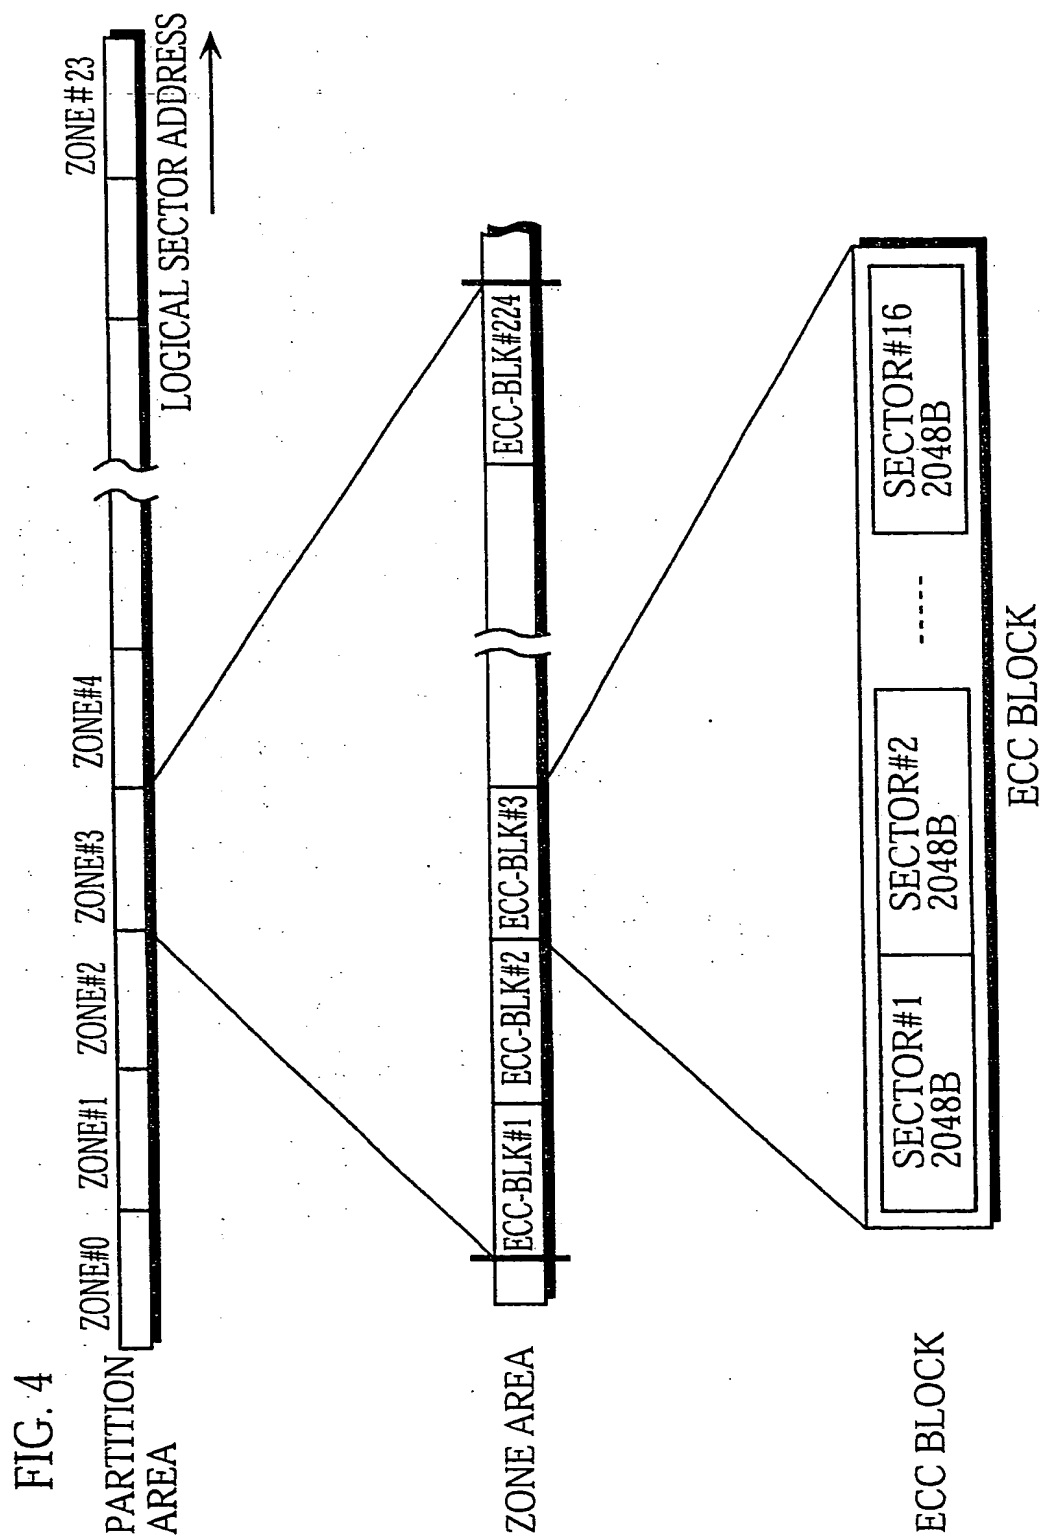 FIG. 4
PARTITION
AREA
ZONE#0
ZONE#1
ZONE#2
ZONE#3
ZONE#4
ZONE#23
LOGICAL SECTOR ADDRESS
ZONE AREA
ECC-BLK#1
ECC-BLK#2
ECC-BLK#3
ECC-BLK#224
ECC BLOCK
SECTOR#1
2048B
SECTOR#2
2048B
-----
SECTOR#16
2048B
ECC BLOCK